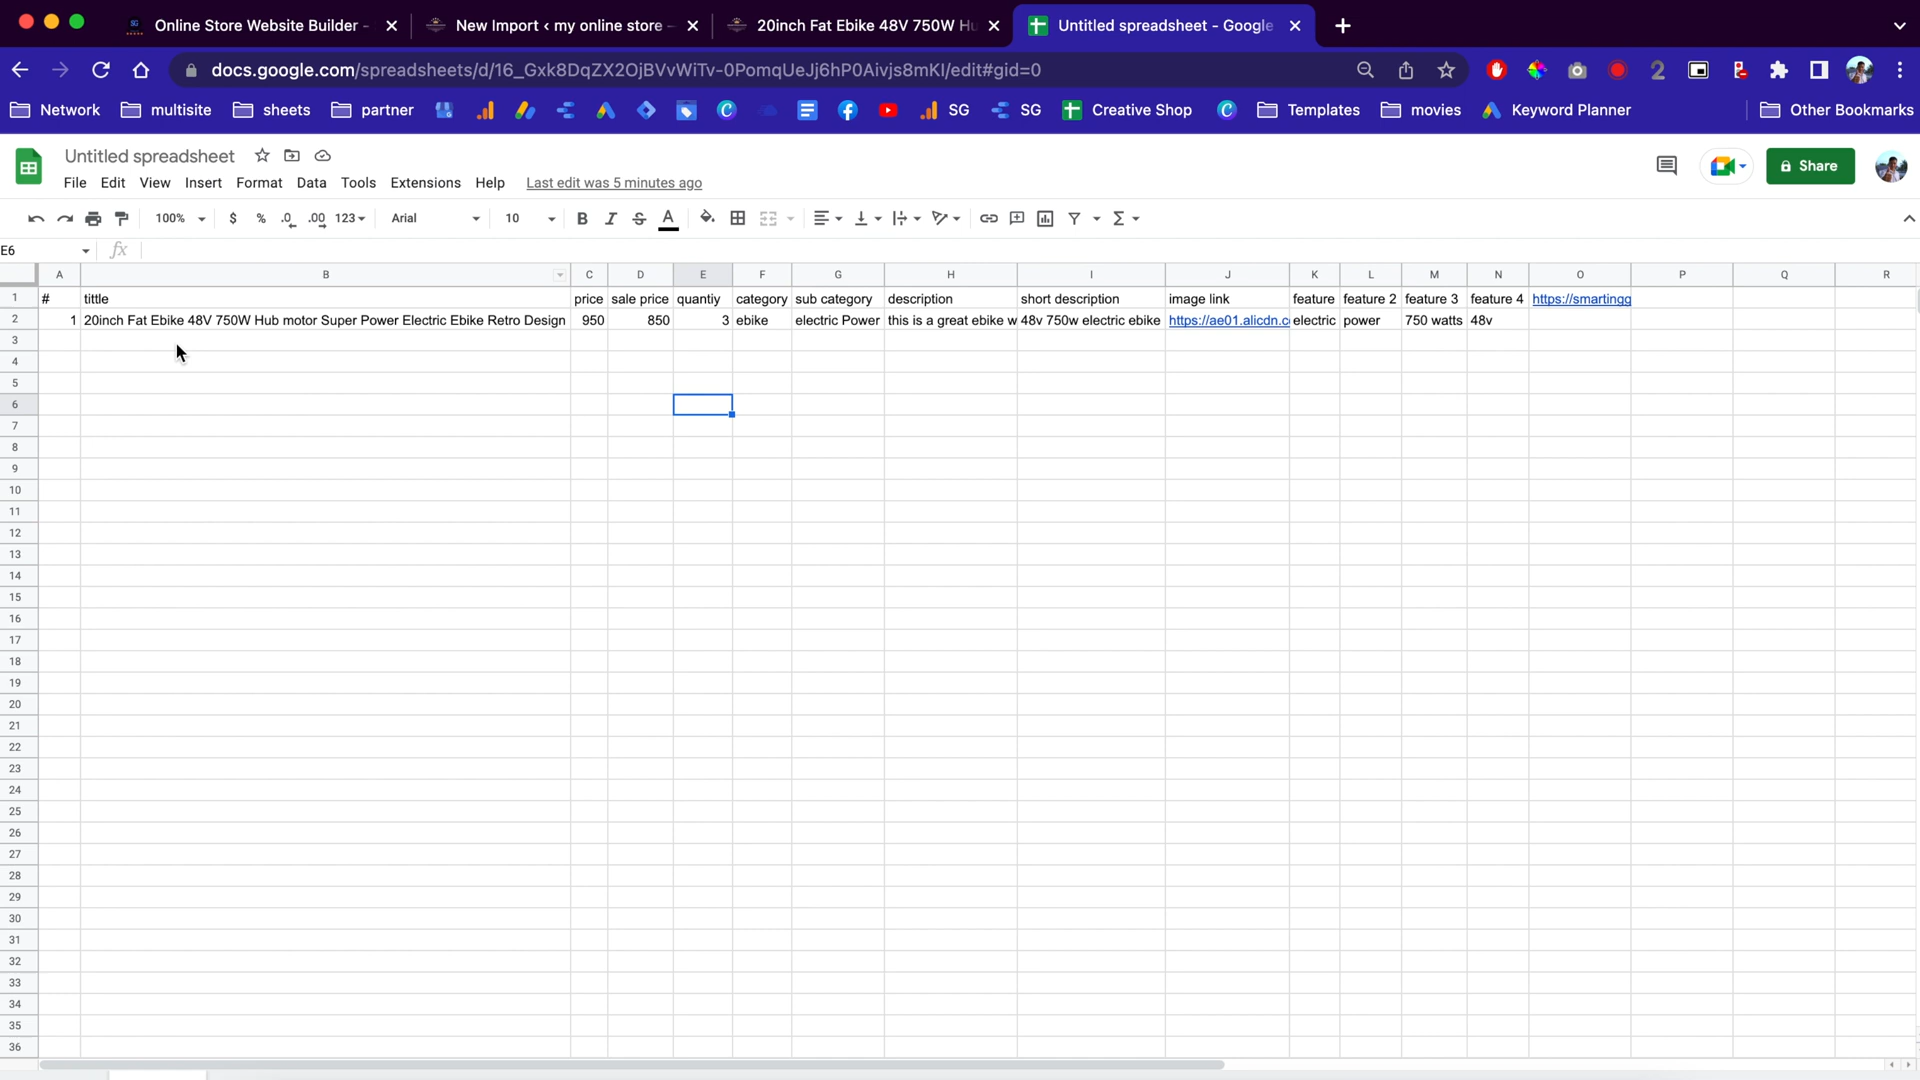 Online Store Website Builder -
New Import < my online store -
20inch Fat Ebike 48V 750W Hu
Untitled spreadsheet - Google
docs.google.com/spreadsheets/d/16_Gxk8DqZX2OjBVvWiTv-0PomqUeJj6hP0Aivjs8mKI/edit#gid=0
Network multisite sheets partner SG SG Creative Shop Templates movies Keyword Planner Other Bookmarks
Untitled spreadsheet
Share
File Edit View Insert Format Data Tools Extensions Help Last edit was 5 minutes ago
100% $ % .0 .00 123 Arial 10 B I S A
E6 fx
A B C D E F G H I J K L M N O P Q R
1 # tittle price sale price quantiy category sub category description short description image link feature feature 2 feature 3 feature 4 https://smartingg
2 1 20inch Fat Ebike 48V 750W Hub motor Super Power Electric Ebike Retro Design 950 850 3 ebike electric Power this is a great ebike w 48v 750w electric ebike https://ae01.alicdn.c electric power 750 watts 48v
3
4
5
6
7
8
9
10
11
12
13
14
15
16
17
18
19
20
21
22
23
24
25
26
27
28
29
30
31
32
33
34
35
36